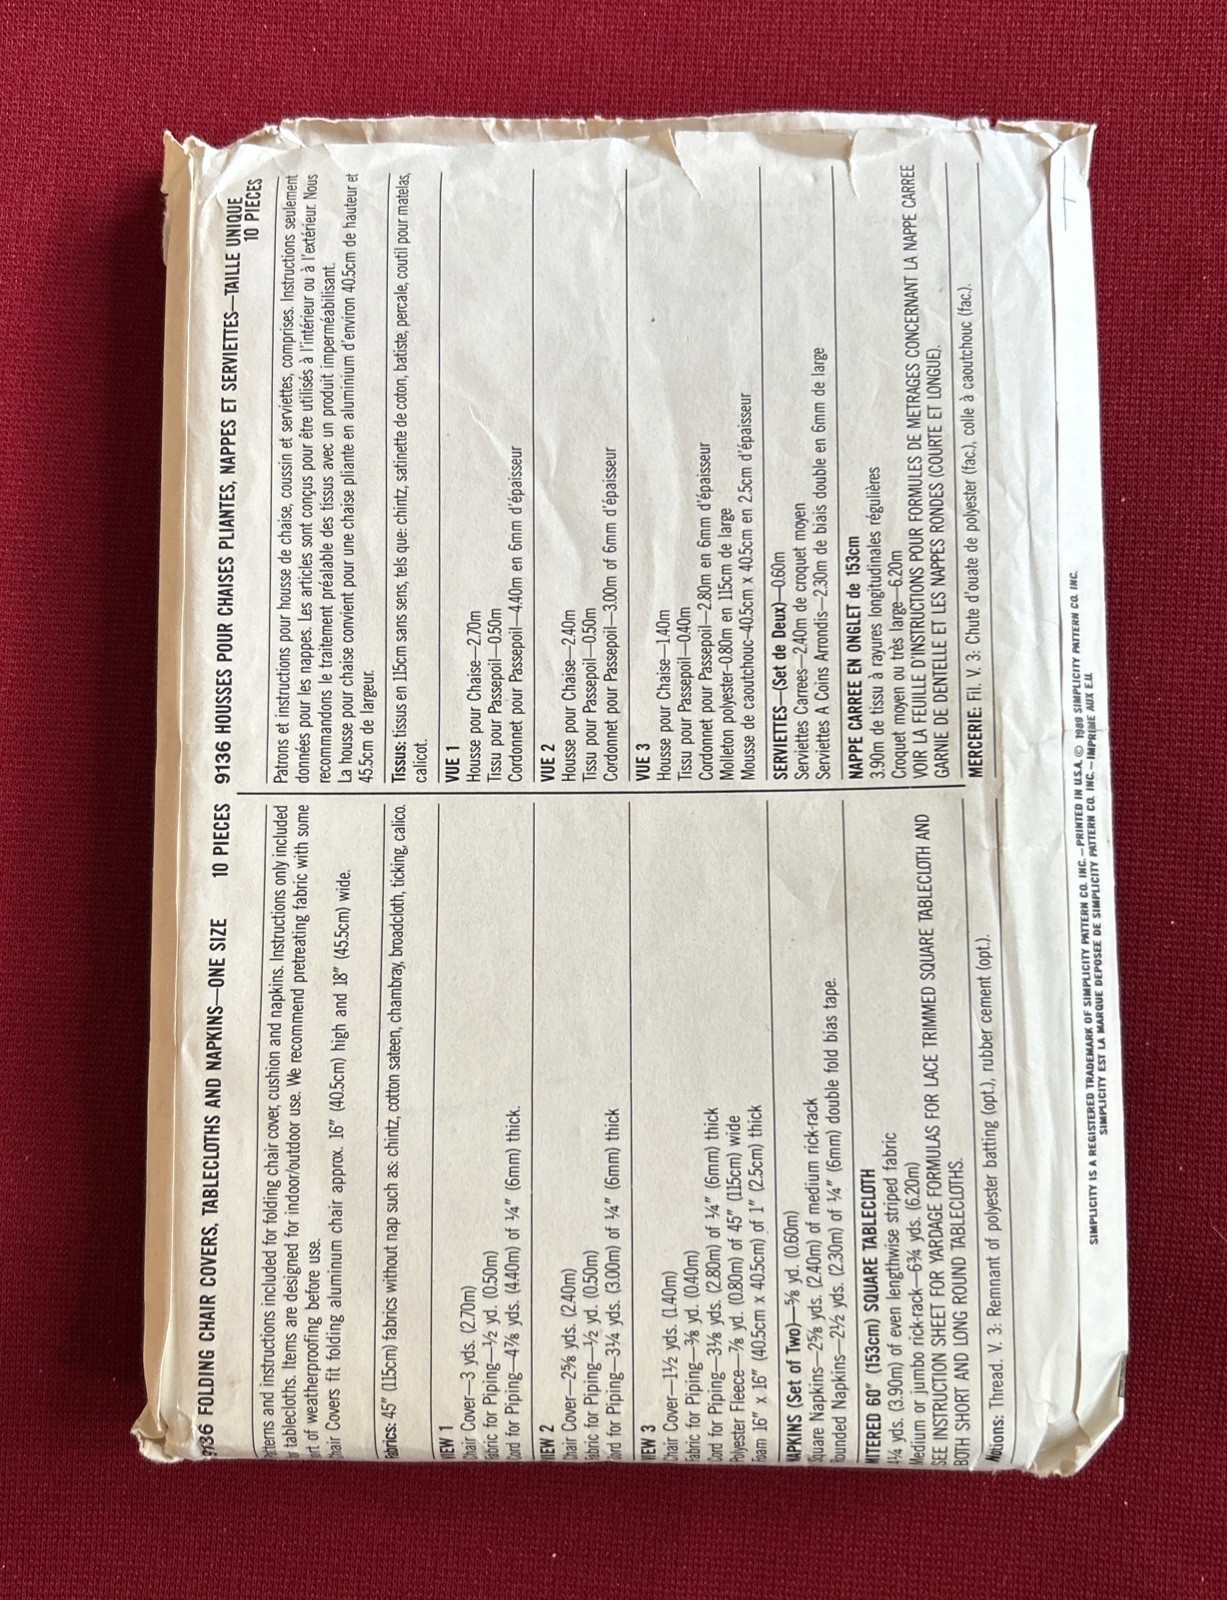 9136 FOLDING CHAIR COVERS, TABLECLOTHS AND NAPKINS—ONE SIZE 10 PIECES
and instructions included for folding chair cover, cushion and napkins. Instructions only included
tablecloths. Items are designed for indoor/outdoor use. We recommend pretreating fabric with some
of weatherproofing before use.
Chair Covers fit folding aluminum chair approx. 16" (40.5cm) high and 18" (45.5cm) wide.
Fabrics: 45" (115cm) fabrics without nap such as: chintz, cotton sateen, chambray, broadcloth, ticking, calico.
VIEW 1
Chair Cover—3 yds. (2.70m)
Fabric for Piping—½ yd. (0.50m)
Cord for Piping—4⅞ yds. (4.40m) of ¼" (6mm) thick.
VIEW 2
Chair Cover—2⅝ yds. (2.40m)
Fabric for Piping—½ yd. (0.50m)
Cord for Piping—3¼ yds. (3.00m) of ¼" (6mm) thick
VIEW 3
Chair Cover—1½ yds. (1.40m)
Fabric for Piping—⅜ yd. (0.40m)
Cord for Piping—3⅛ yds. (2.80m) of ¼" (6mm) thick
Polyester Fleece—⅞ yd. (0.80m) of 45" (115cm) wide
Foam 16" x 16" (40.5cm x 40.5cm) of 1" (2.5cm) thick
NAPKINS (Set of Two)—⅝ yd. (0.60m)
Square Napkins—2⅝ yds. (2.40m) of medium rick-rack
Rounded Napkins—2½ yds. (2.30m) of ¼" (6mm) double fold bias tape.
MITERED 60" (153cm) SQUARE TABLECLOTH
4¼ yds. (3.90m) of even lengthwise striped fabric
Medium or jumbo rick-rack—6¾ yds. (6.20m)
SEE INSTRUCTION SHEET FOR YARDAGE FORMULAS FOR LACE TRIMMED SQUARE TABLECLOTH AND
BOTH SHORT AND LONG ROUND TABLECLOTHS.
Notions: Thread. V. 3: Remnant of polyester batting (opt.), rubber cement (opt.).
9136 HOUSSES POUR CHAISES PLIANTES, NAPPES ET SERVIETTES—TAILLE UNIQUE
10 PIECES
Patrons et instructions pour housse de chaise, coussin et serviettes, comprises. Instructions seulement
données pour les nappes. Les articles sont conçus pour être utilisés à l'intérieur ou à l'extérieur. Nous
recommandons le traitement préalable des tissus avec un produit imperméabilisant.
La housse pour chaise convient pour une chaise pliante en aluminium d'environ 40.5cm de hauteur et
45.5cm de largeur.
Tissus: tissus en 115cm sans sens, tels que: chintz, satinette de coton, batiste, percale, coutil pour matelas,
calicot.
VUE 1
Housse pour Chaise—2.70m
Tissu pour Passepoil—0.50m
Cordonnet pour Passepoil—4.40m en 6mm d'épaisseur
VUE 2
Housse pour Chaise—2.40m
Tissu pour Passepoil—0.50m
Cordonnet pour Passepoil—3.00m of 6mm d'épaisseur
VUE 3
Housse pour Chaise—1.40m
Tissu pour Passepoil—0.40m
Cordonnet pour Passepoil—2.80m en 6mm d'épaisseur
Molleton polyester—0.80m en 115cm de large
Mousse de caoutchouc—40.5cm x 40.5cm en 2.5cm d'épaisseur
SERVIETTES—(Set de Deux)—0.60m
Serviettes Carrees—2.40m de croquet moyen
Serviettes A Coins Arrondis—2.30m de biais double en 6mm de large
NAPPE CARREE EN ONGLET de 153cm
3.90m de tissu à rayures longitudinales régulières
Croquet moyen ou très large—6.20m
VOIR LA FEUILLE D'INSTRUCTIONS POUR FORMULES DE METRAGES CONCERNANT LA NAPPE CARREE
GARNIE DE DENTELLE ET LES NAPPES RONDES (COURTE ET LONGUE).
MERCERIE: Fil. V. 3: Chute d'ouate de polyester (fac.), colle à caoutchouc (fac.).
SIMPLICITY IS A REGISTERED TRADEMARK OF SIMPLICITY PATTERN CO. INC.—PRINTED IN U.S.A. © 1989 SIMPLICITY PATTERN CO. INC.
SIMPLICITY EST LA MARQUE DEPOSEE DE SIMPLICITY PATTERN CO. INC.—IMPRIME AUX E.U.